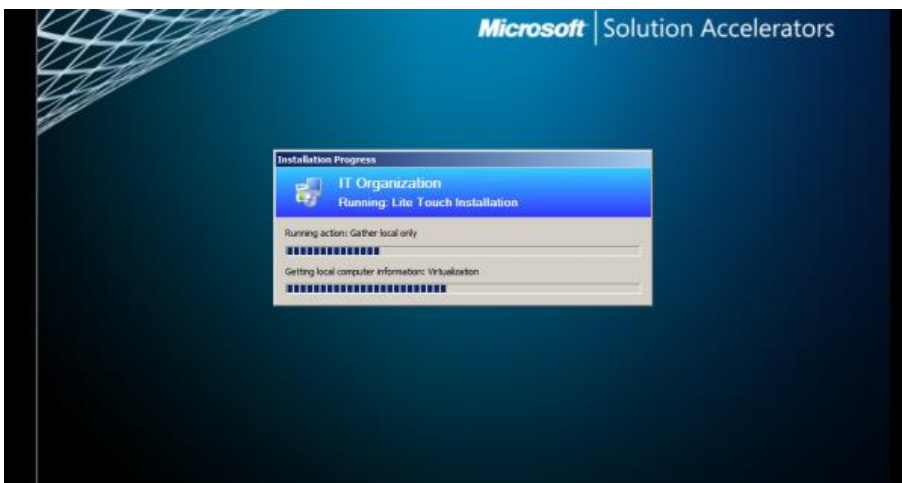 Microsoft Solution Accelerators
Installation Progress
IT Organization
Running: Lite Touch Installation
Running action: Gather local only
Getting local computer information: Virtualization